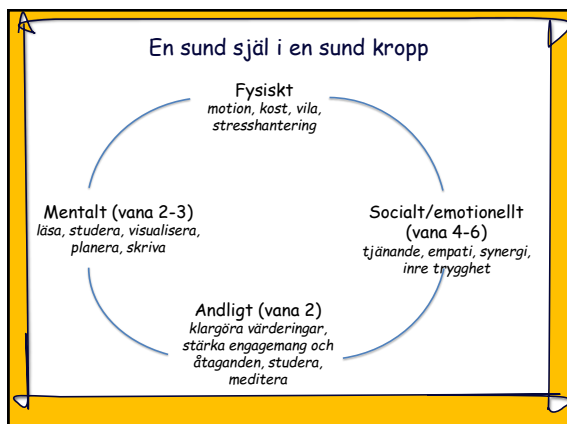 En sund själ i en sund kropp
Fysiskt
motion, kost, vila,
stresshantering
Mentalt (vana 2-3)
läsa, studera, visualisera,
planera, skriva
Socialt/emotionellt
(vana 4-6)
tjänande, empati, synergi,
inre trygghet
Andligt (vana 2)
klargöra värderingar,
stärka engagemang och
åtaganden, studera,
meditera